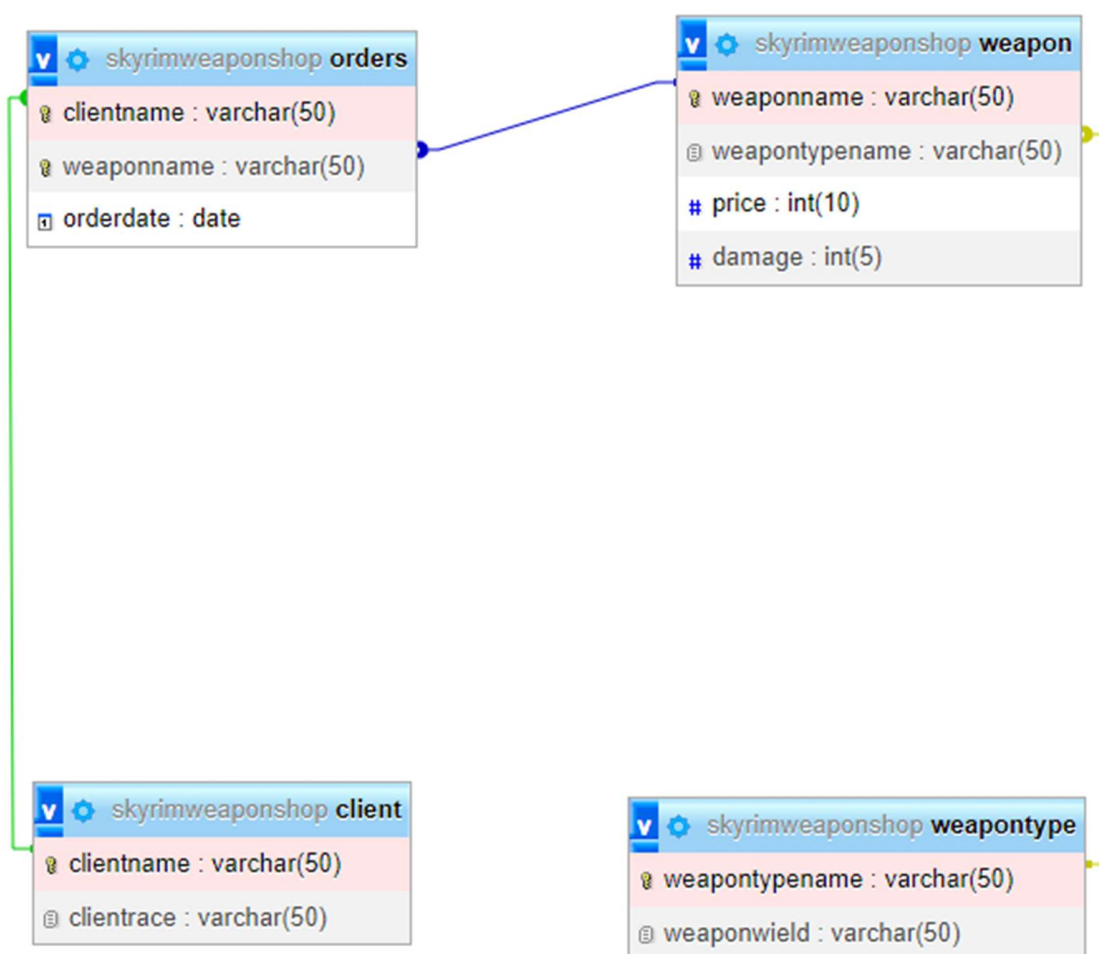 v skyrimweaponshop orders
clientname : varchar(50)
weaponname : varchar(50)
1 orderdate : date
v skyrimweaponshop weapon
weaponname : varchar(50)
weapontypename : varchar(50)
# price : int(10)
# damage : int(5)
v skyrimweaponshop client
clientname : varchar(50)
clientrace : varchar(50)
v skyrimweaponshop weapontype
weapontypename : varchar(50)
weaponwield : varchar(50)